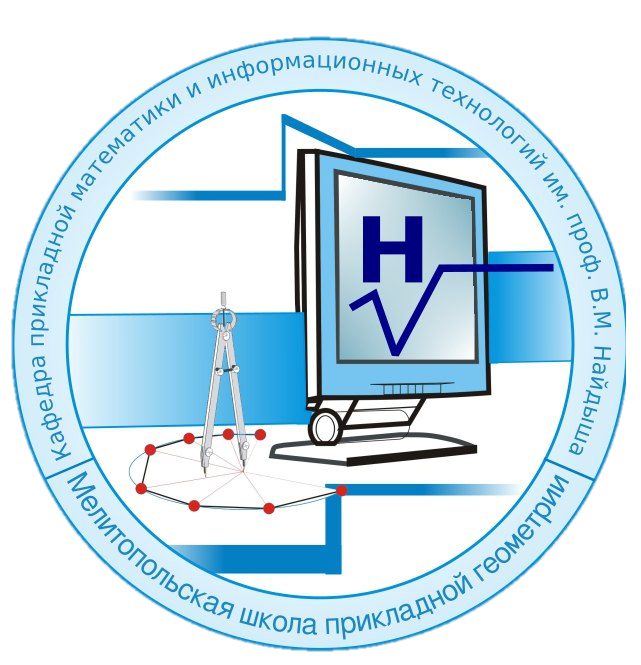 Кафедра прикладной математики и информационных технологий им. проф. В.М. Найдыша
Н
Мелитопольская школа прикладной геометрии